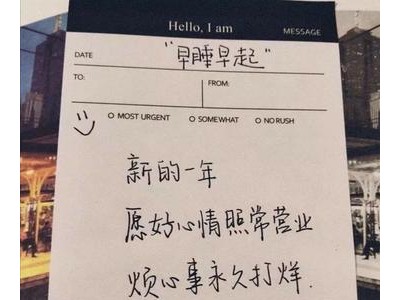 Hello, I am
MESSAGE
DATE
"早睡早起"
TO:
FROM:
MOST URGENT
SOMEWHAT
NO RUSH
新的一年
愿好心情照常营业
烦心事永久打烊.